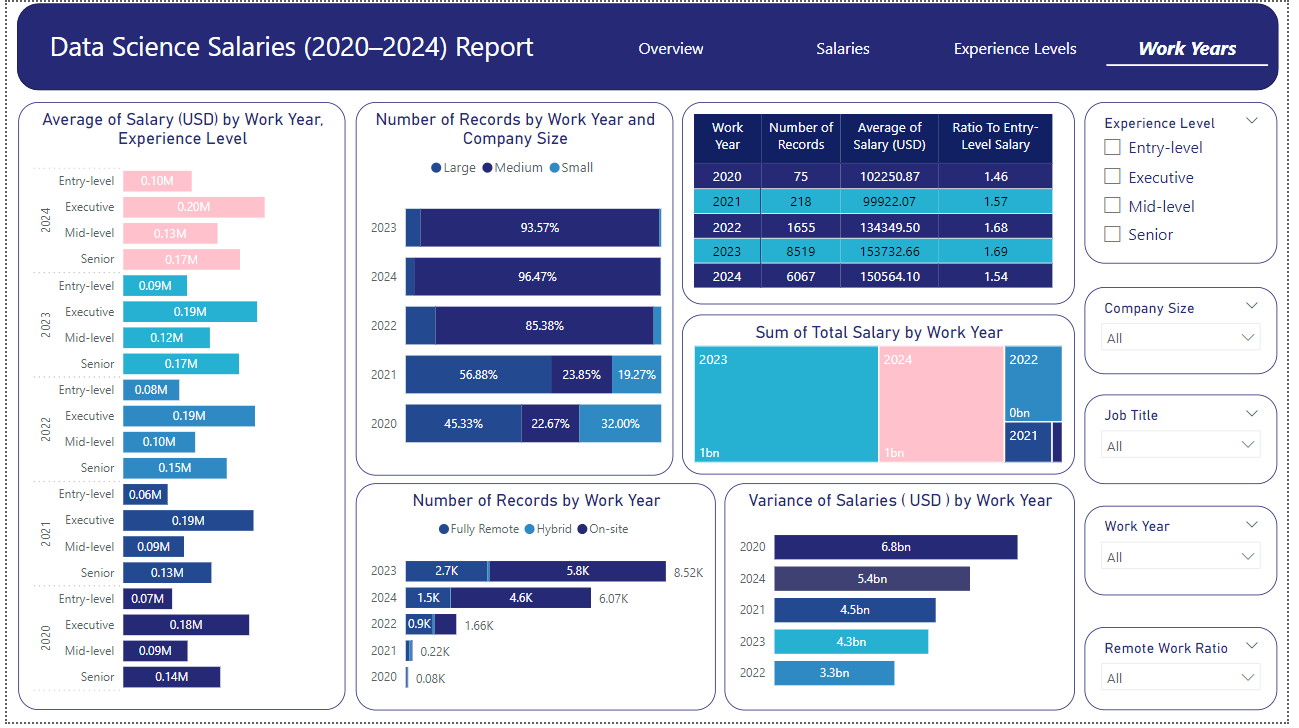 Data Science Salaries (2020–2024) Report
Overview
Salaries
Experience Levels
Work Years
Average of Salary (USD) by Work Year,
Experience Level
2024
Entry-level 0.10M
Executive 0.20M
Mid-level 0.13M
Senior 0.17M
2023
Entry-level 0.09M
Executive 0.19M
Mid-level 0.12M
Senior 0.17M
2022
Entry-level 0.08M
Executive 0.19M
Mid-level 0.10M
Senior 0.15M
2021
Entry-level 0.06M
Executive 0.19M
Mid-level 0.09M
Senior 0.13M
2020
Entry-level 0.07M
Executive 0.18M
Mid-level 0.09M
Senior 0.14M
Number of Records by Work Year and
Company Size
Large Medium Small
2023 93.57%
2024 96.47%
2022 85.38%
2021 56.88% 23.85% 19.27%
2020 45.33% 22.67% 32.00%
Work Year Number of Records Average of Salary (USD) Ratio To Entry-Level Salary
2020 75 102250.87 1.46
2021 218 99922.07 1.57
2022 1655 134349.50 1.68
2023 8519 153732.66 1.69
2024 6067 150564.10 1.54
Sum of Total Salary by Work Year
2023
1bn
2024
1bn
2022
0bn
2021
Number of Records by Work Year
Fully Remote Hybrid On-site
2023 2.7K 5.8K 8.52K
2024 1.5K 4.6K 6.07K
2022 0.9K 1.66K
2021 0.22K
2020 0.08K
Variance of Salaries ( USD ) by Work Year
2020 6.8bn
2024 5.4bn
2021 4.5bn
2023 4.3bn
2022 3.3bn
Experience Level
Entry-level
Executive
Mid-level
Senior
Company Size
All
Job Title
All
Work Year
All
Remote Work Ratio
All